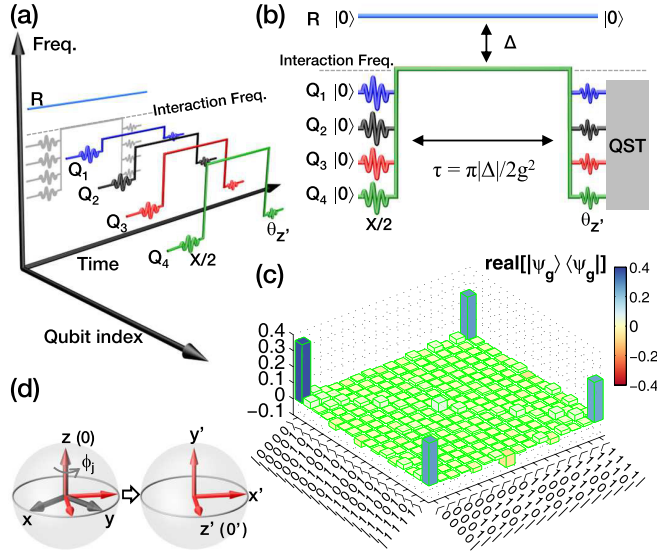 (a)
Freq.
R
Interaction Freq.
Q1
Q2
Q3
Q4
X/2
θz'
Time
Qubit index
(b)
R |0⟩
|0⟩
Δ
Interaction Freq.
Q1 |0⟩
Q2 |0⟩
Q3 |0⟩
Q4 |0⟩
τ = π|Δ|/2g²
QST
X/2
θz'
(c)
real[|ψg⟩ ⟨ψg|]
0.4
0.3
0.2
0.1
0
−0.1
0.4
0.2
0
−0.2
−0.4
(d)
z (0)
ϕj
x
y
y'
x'
z' (0')